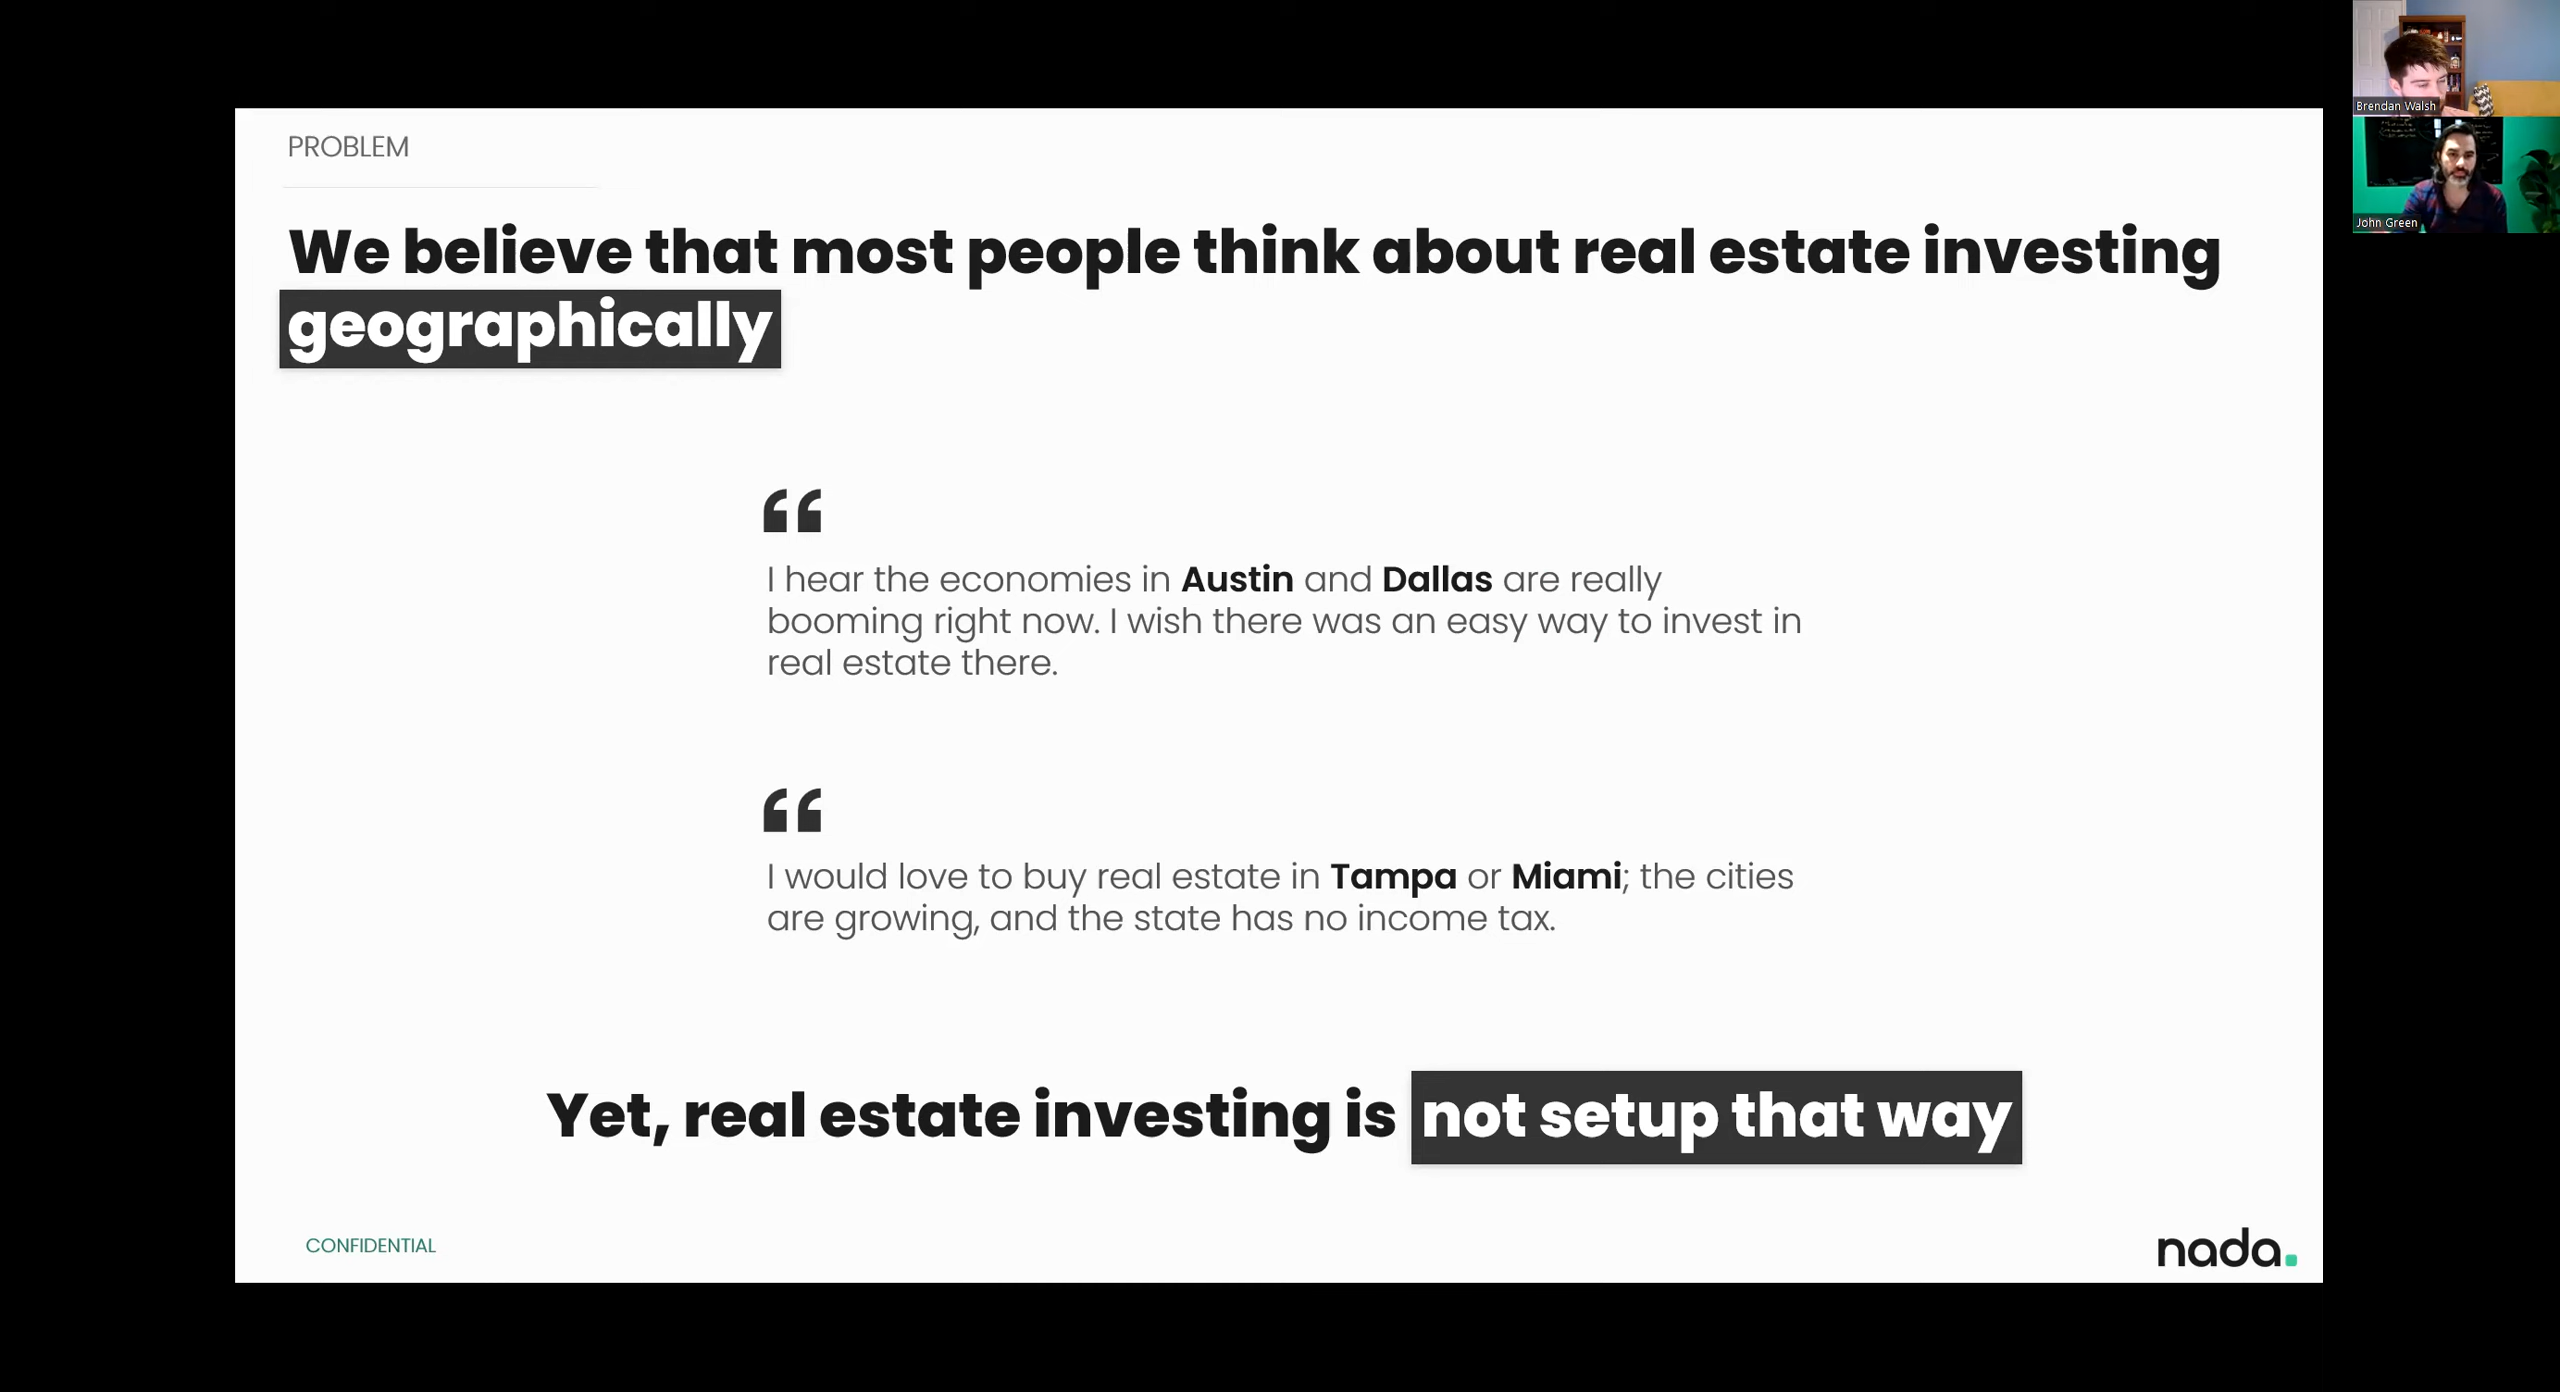 PROBLEM
We believe that most people think about real estate investing
geographically
“
I hear the economies in Austin and Dallas are really
booming right now. I wish there was an easy way to invest in
real estate there.
“
I would love to buy real estate in Tampa or Miami; the cities
are growing, and the state has no income tax.
Yet, real estate investing is not setup that way
CONFIDENTIAL
nada.
Brendan Walsh
John Green